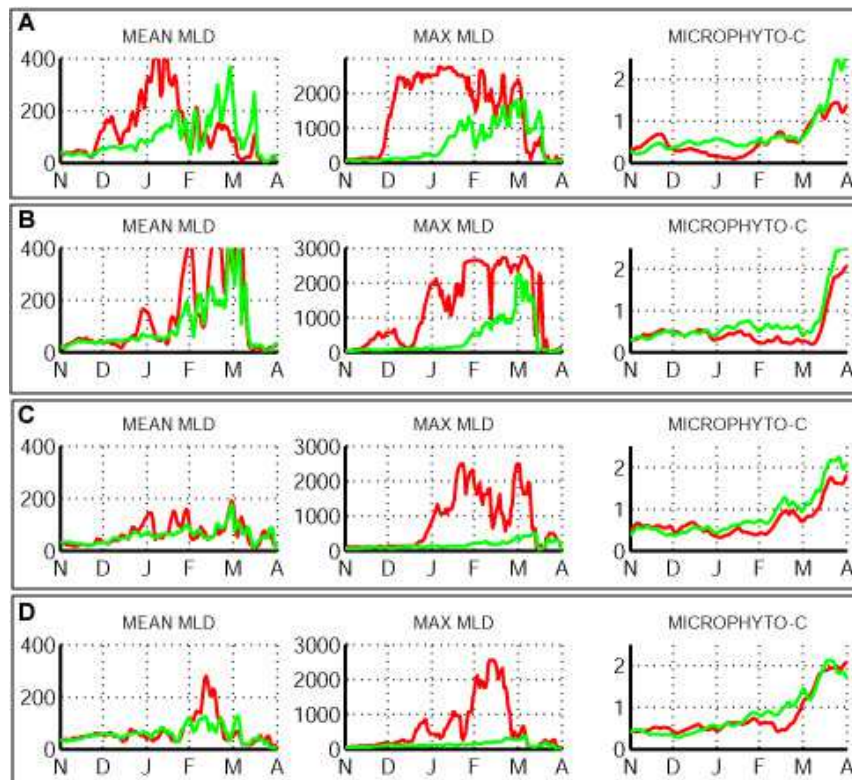 A
MEAN MLD
MAX MLD
MICROPHYTO-C
400
200
0
N D J F M A
2000
1000
0
N D J F M A
2
1
0
N D J F M A
B
MEAN MLD
MAX MLD
MICROPHYTO-C
400
200
0
N D J F M A
3000
2000
1000
0
N D J F M A
2
1
0
N D J F M A
C
MEAN MLD
MAX MLD
MICROPHYTO-C
400
200
0
N D J F M A
3000
2000
1000
0
N D J F M A
2
1
0
N D J F M A
D
MEAN MLD
MAX MLD
MICROPHYTO-C
400
200
0
N D J F M A
3000
2000
1000
0
N D J F M A
2
1
0
N D J F M A